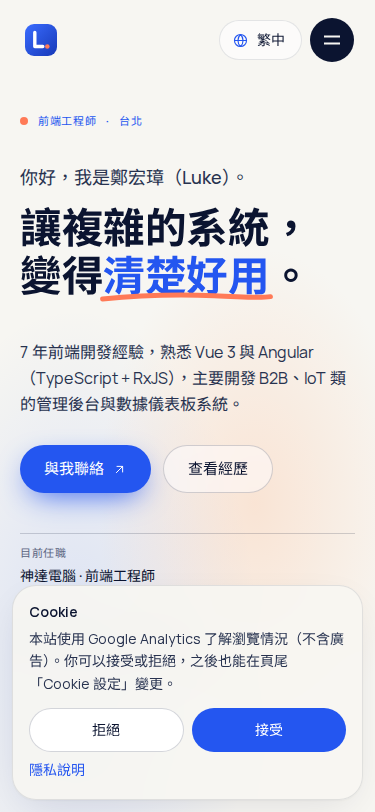 L.
繁中
前端工程師 · 台北
你好，我是鄭宏璋（Luke）。
讓複雜的系統，
變得清楚好用。
7 年前端開發經驗，熟悉 Vue 3 與 Angular
（TypeScript + RxJS），主要開發 B2B、IoT 類
的管理後台與數據儀表板系統。
與我聯絡 ↗
查看經歷
目前任職
神達電腦 · 前端工程師
Cookie
本站使用 Google Analytics 了解瀏覽情況（不含廣
告）。你可以接受或拒絕，之後也能在頁尾
「Cookie 設定」變更。
拒絕
接受
隱私說明